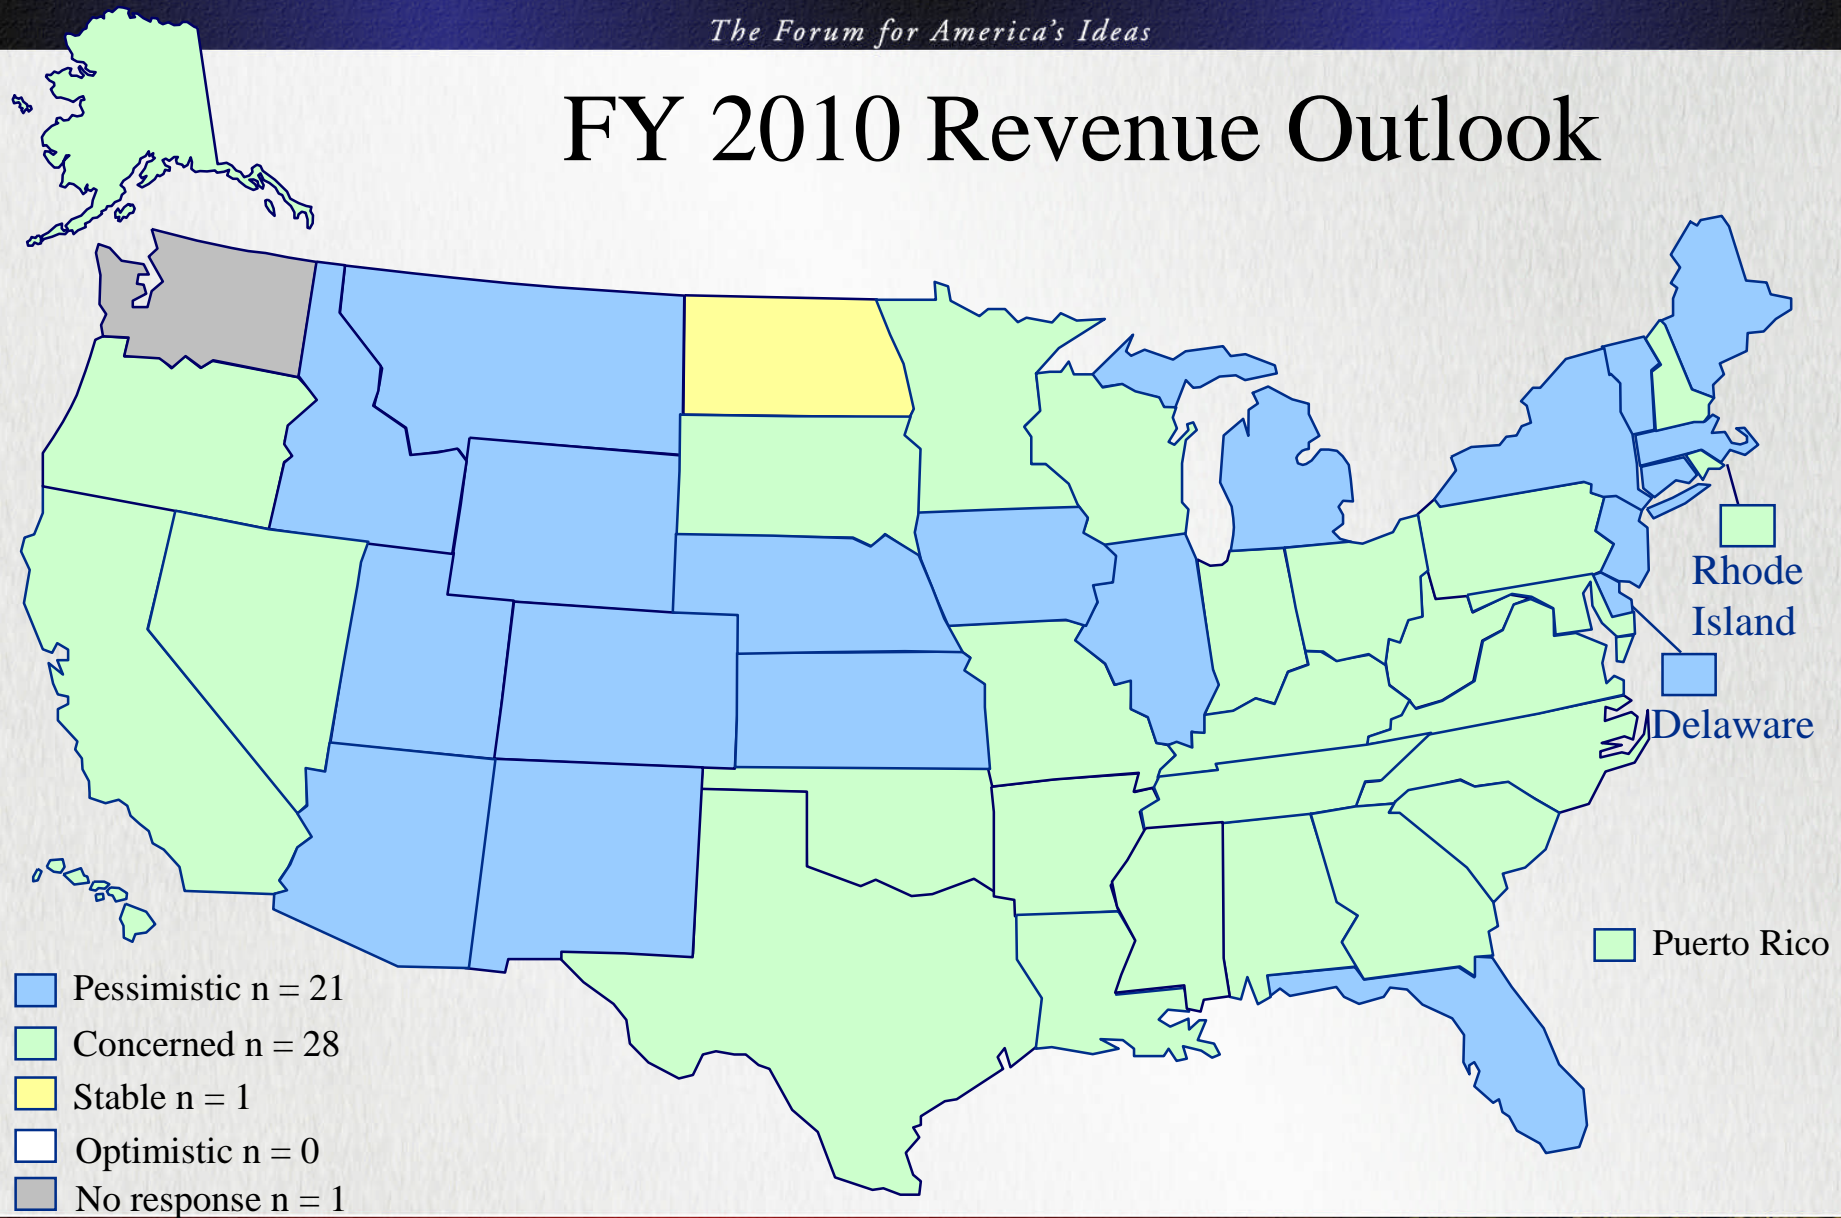 The Forum for America's Ideas
FY 2010 Revenue Outlook
Rhode
Island
Delaware
Puerto Rico
Pessimistic n = 21
Concerned n = 28
Stable n = 1
Optimistic n = 0
No response n = 1